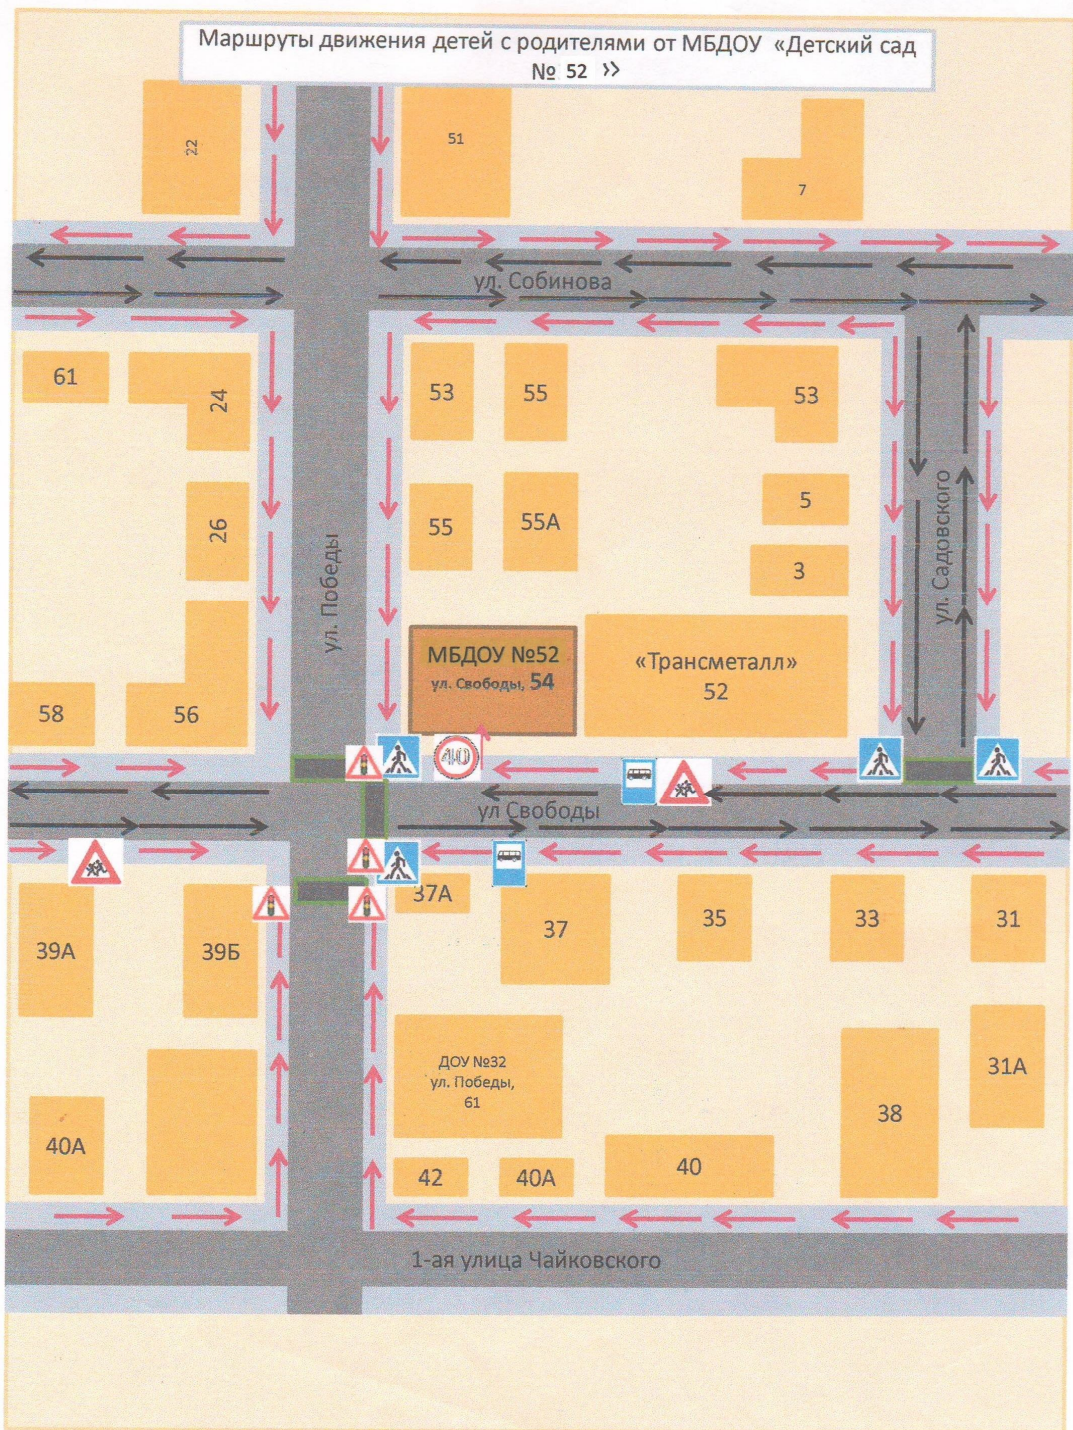 Маршруты движения детей с родителями от МБДОУ «Детский сад
№ 52 »
22
51
7
ул. Собинова
61
24
53
55
53
26
55
55А
5
3
ул. Победы
ул. Садовского
МБДОУ №52
ул. Свободы, 54
«Трансметалл»
52
58
56
40
ул Свободы
37А
37
35
33
31
39А
39Б
ДОУ №32
ул. Победы,
61
31А
38
40А
42
40А
40
1-ая улица Чайковского